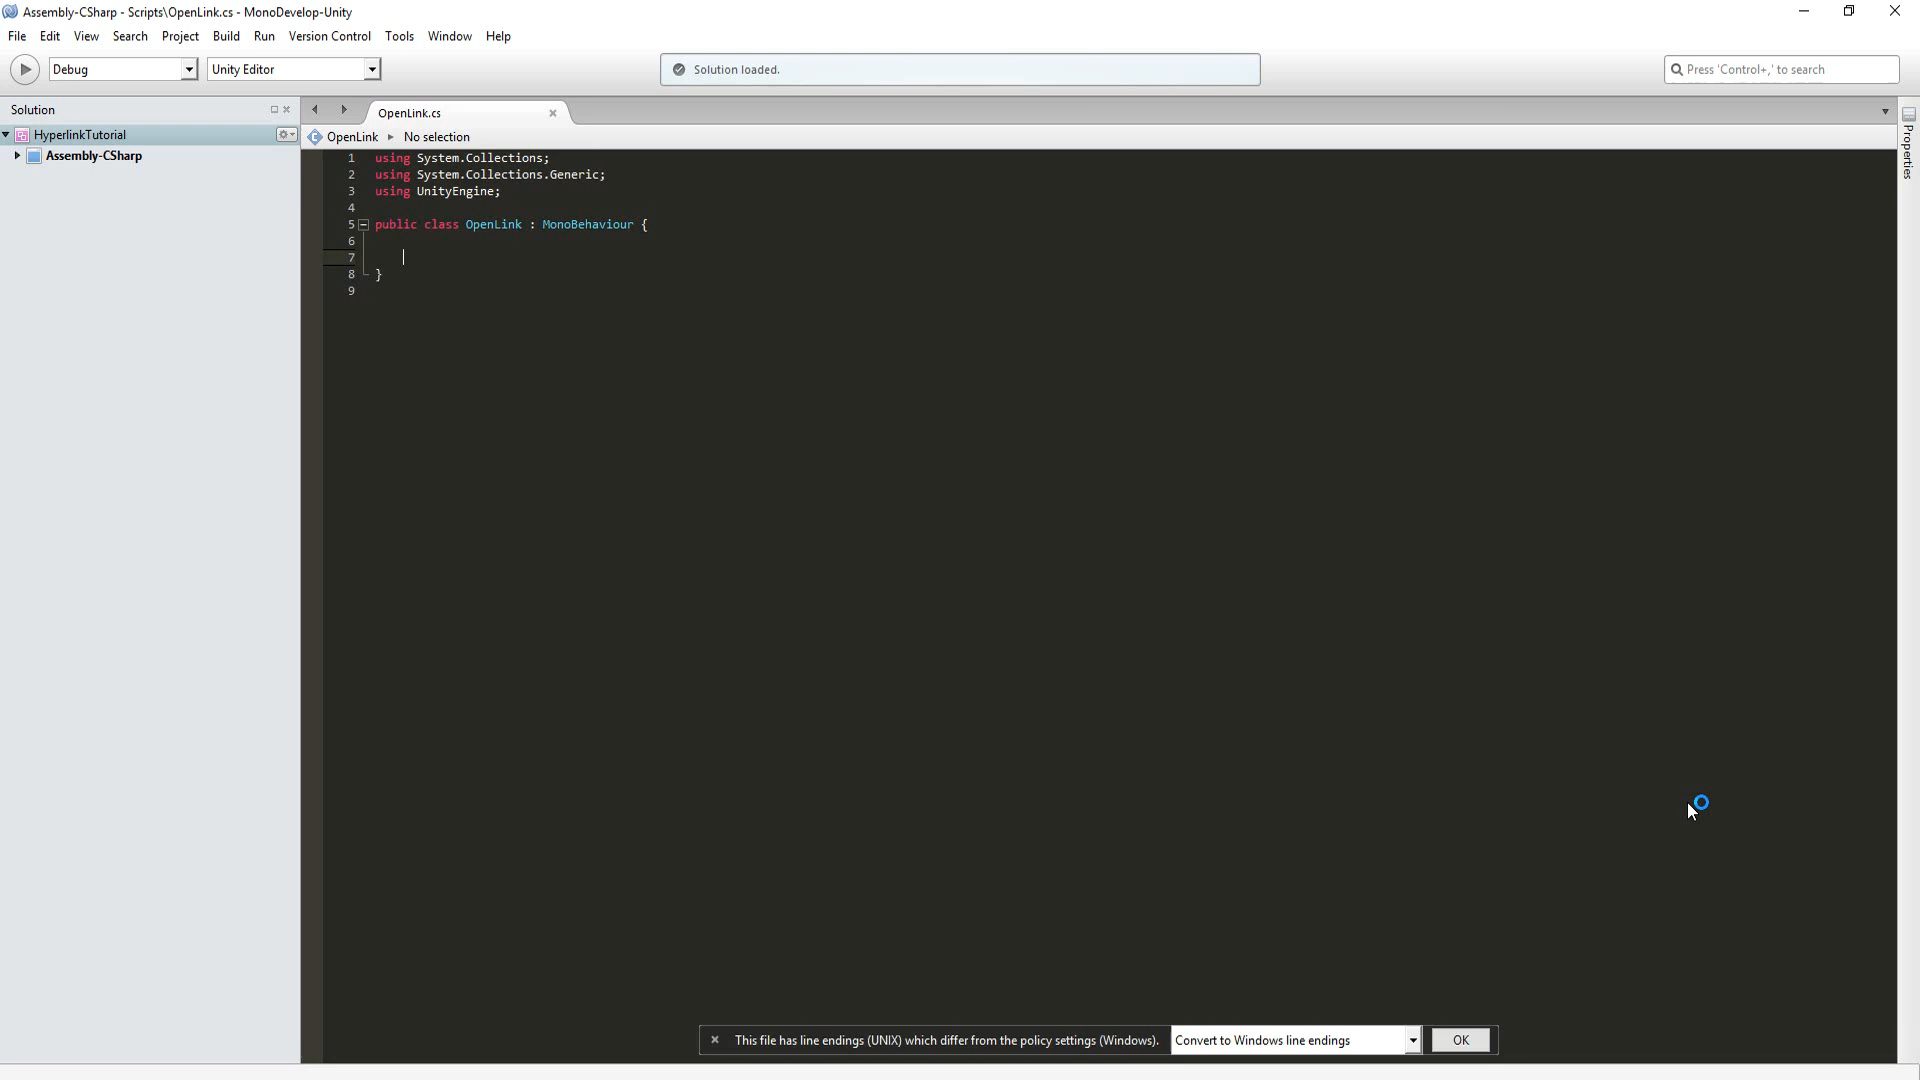 Assembly-CSharp - Scripts\OpenLink.cs - MonoDevelop-Unity
File Edit View Search Project Build Run Version Control Tools Window Help
Debug Unity Editor Solution loaded. Press 'Control+,' to search
Solution
OpenLink.cs
HyperlinkTutorial
OpenLink No selection
Assembly-CSharp
Properties
1 using System.Collections;
2 using System.Collections.Generic;
3 using UnityEngine;
4
5 public class OpenLink : MonoBehaviour {
6
7
8 }
9
This file has line endings (UNIX) which differ from the policy settings (Windows). Convert to Windows line endings OK